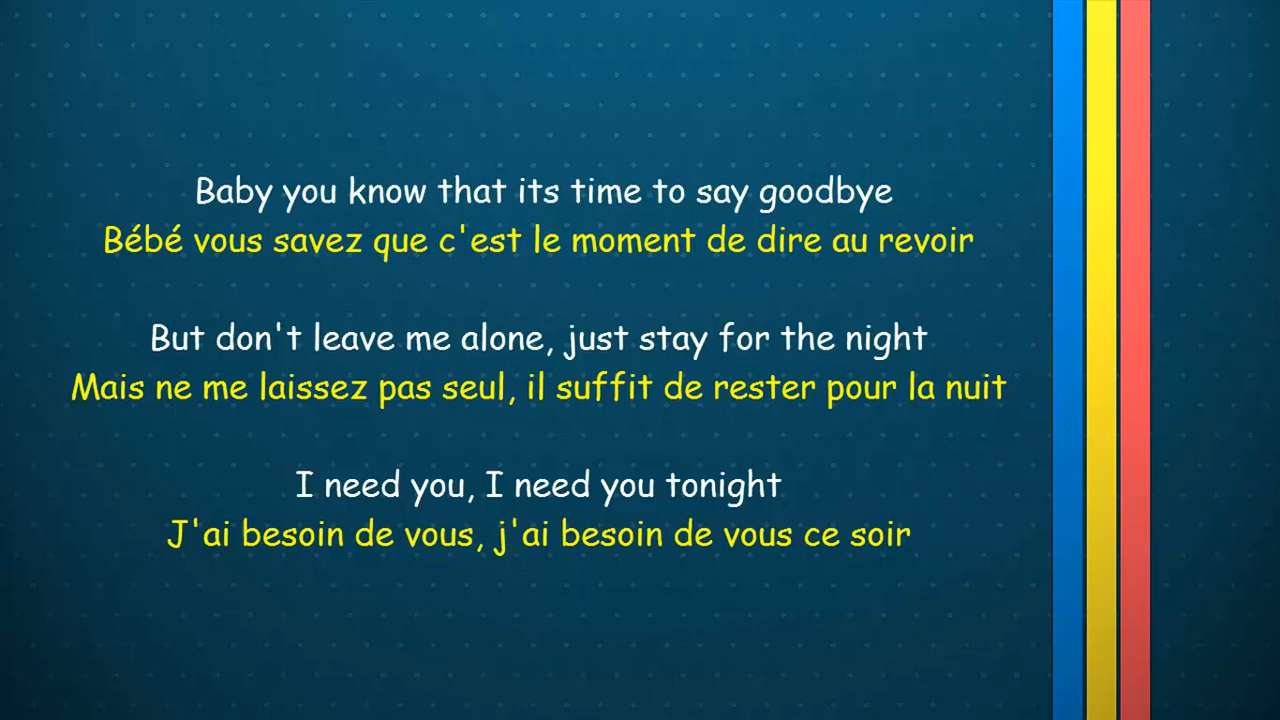 Baby you know that its time to say goodbye
Bébé vous savez que c'est le moment de dire au revoir
But don't leave me alone, just stay for the night
Mais ne me laissez pas seul, il suffit de rester pour la nuit
I need you, I need you tonight
J'ai besoin de vous, j'ai besoin de vous ce soir